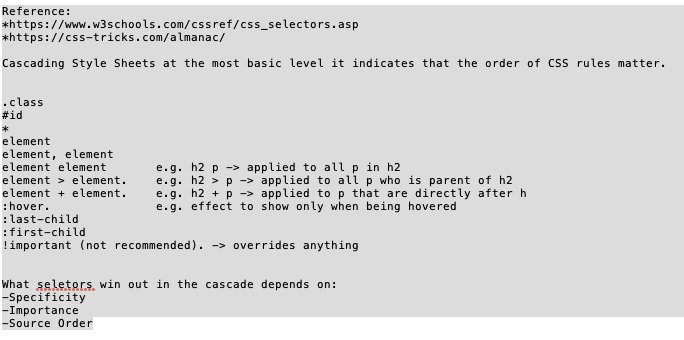 Reference:
*https://www.w3schools.com/cssref/css_selectors.asp
*https://css-tricks.com/almanac/
Cascading Style Sheets at the most basic level it indicates that the order of CSS rules matter.
.class
#id
*
element
element, element
element element e.g. h2 p -> applied to all p in h2
element > element. e.g. h2 > p -> applied to all p who is parent of h2
element + element. e.g. h2 + p -> applied to p that are directly after h
:hover. e.g. effect to show only when being hovered
:last-child
:first-child
!important (not recommended). -> overrides anything
What seletors win out in the cascade depends on:
-Specificity
-Importance
-Source Order